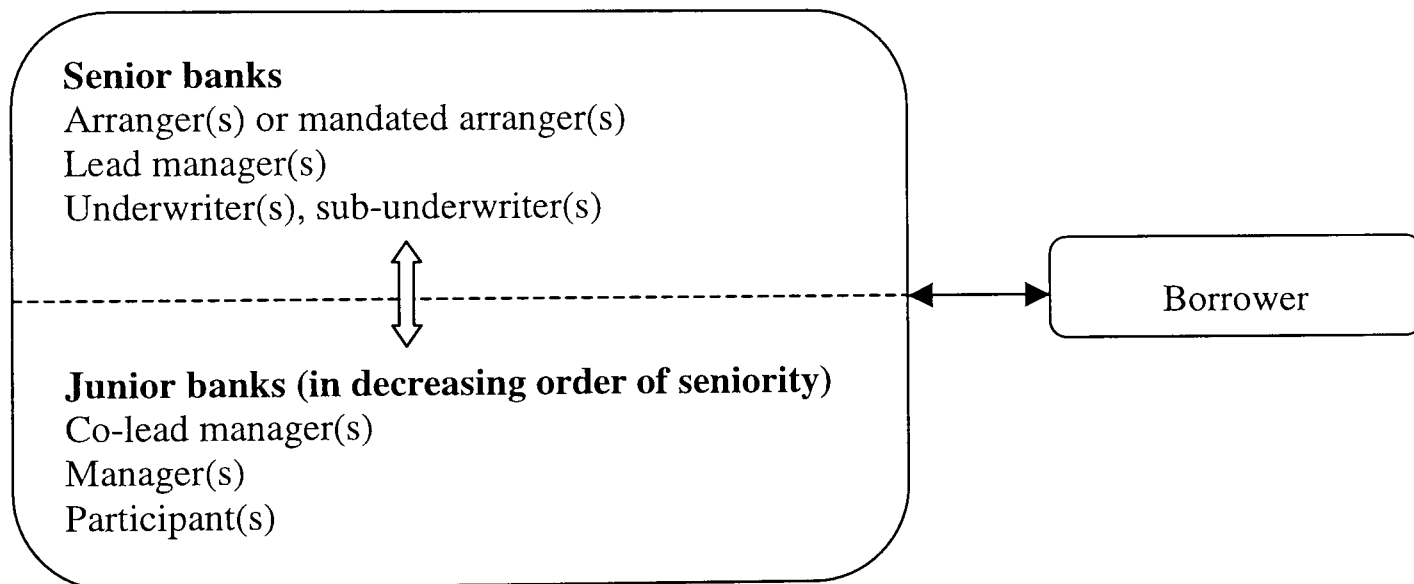 Senior banks
Arranger(s) or mandated arranger(s)
Lead manager(s)
Underwriter(s), sub-underwriter(s)
Borrower
Junior banks (in decreasing order of seniority)
Co-lead manager(s)
Manager(s)
Participant(s)